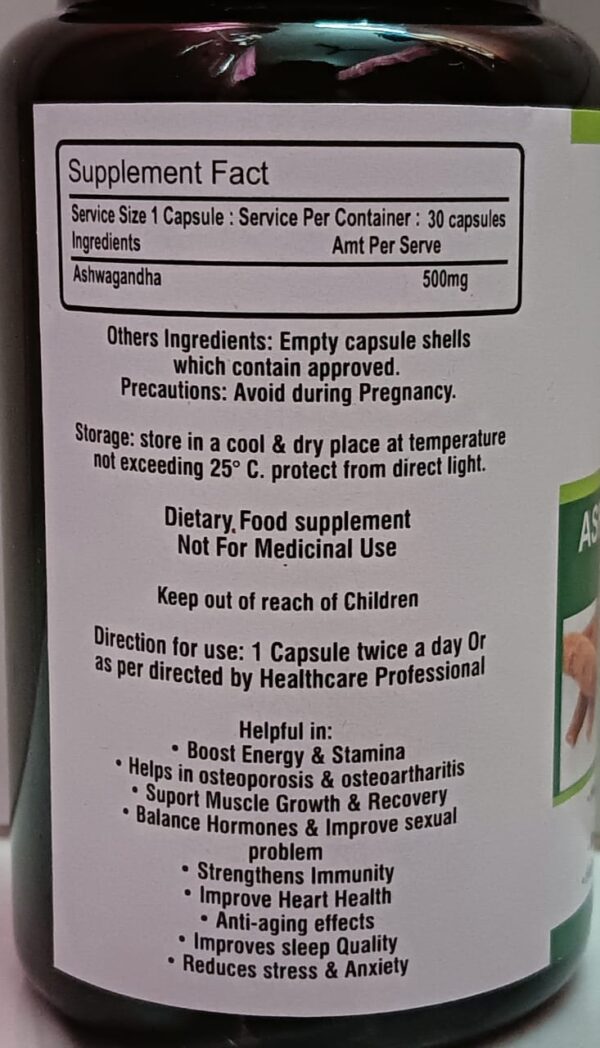 Supplement Fact
Service Size 1 Capsule : Service Per Container : 30 capsules
Ingredients Amt Per Serve
Ashwagandha 500mg
Others Ingredients: Empty capsule shells
which contain approved.
Precautions: Avoid during Pregnancy.
Storage: store in a cool & dry place at temperature
not exceeding 25° C. protect from direct light.
Dietary Food supplement
Not For Medicinal Use
Keep out of reach of Children
Direction for use: 1 Capsule twice a day Or
as per directed by Healthcare Professional
Helpful in:
• Boost Energy & Stamina
• Helps in osteoporosis & osteoartharitis
• Suport Muscle Growth & Recovery
• Balance Hormones & Improve sexual
problem
• Strengthens Immunity
• Improve Heart Health
• Anti-aging effects
• Improves sleep Quality
• Reduces stress & Anxiety